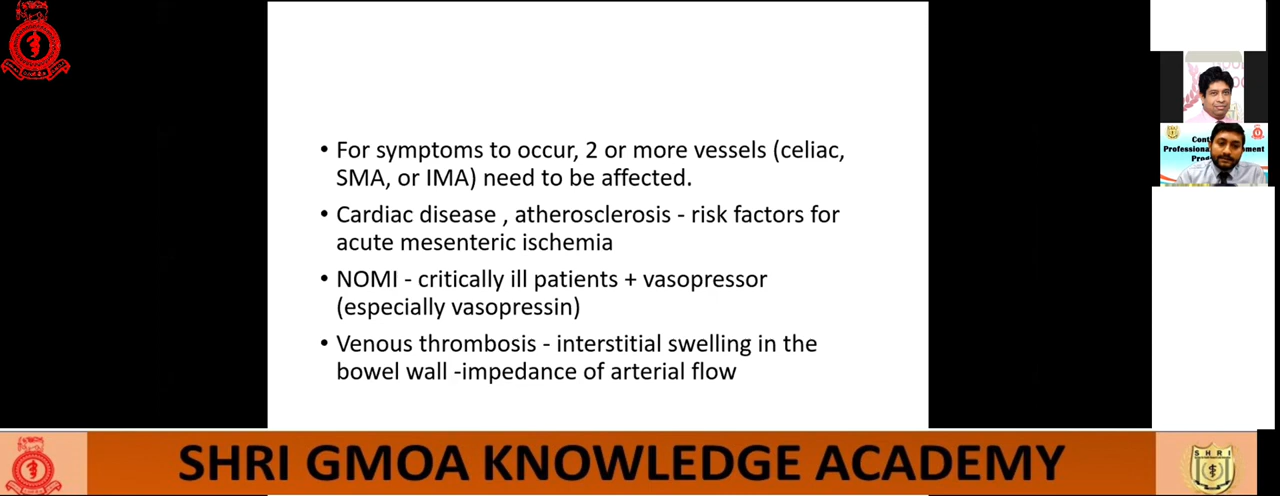 • For symptoms to occur, 2 or more vessels (celiac,
SMA, or IMA) need to be affected.
• Cardiac disease , atherosclerosis - risk factors for
acute mesenteric ischemia
• NOMI - critically ill patients + vasopressor
(especially vasopressin)
• Venous thrombosis - interstitial swelling in the
bowel wall -impedance of arterial flow
SHRI GMOA KNOWLEDGE ACADEMY
SHRI